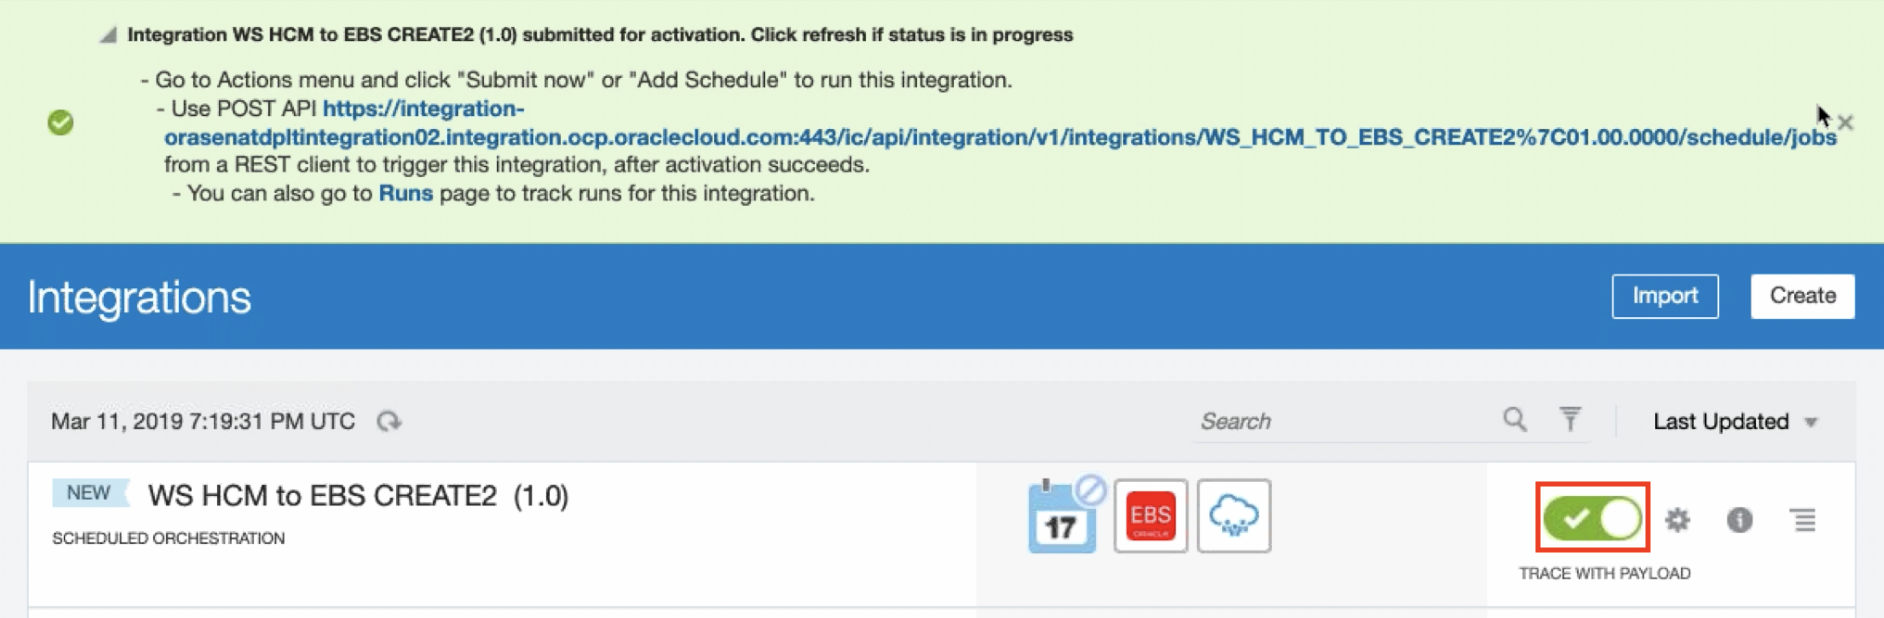 Integration WS HCM to EBS CREATE2 (1.0) submitted for activation. Click refresh if status is in progress
- Go to Actions menu and click "Submit now" or "Add Schedule" to run this integration.
- Use POST API https://integration-
orasenatdpltintegration02.integration.ocp.oraclecloud.com:443/ic/api/integration/v1/integrations/WS_HCM_TO_EBS_CREATE2%7C01.00.0000/schedule/jobs
from a REST client to trigger this integration, after activation succeeds.
- You can also go to Runs page to track runs for this integration.
Integrations
Import
Create
Mar 11, 2019 7:19:31 PM UTC
Search
Last Updated
NEW
WS HCM to EBS CREATE2 (1.0)
SCHEDULED ORCHESTRATION
17
EBS
ORACLE
TRACE WITH PAYLOAD